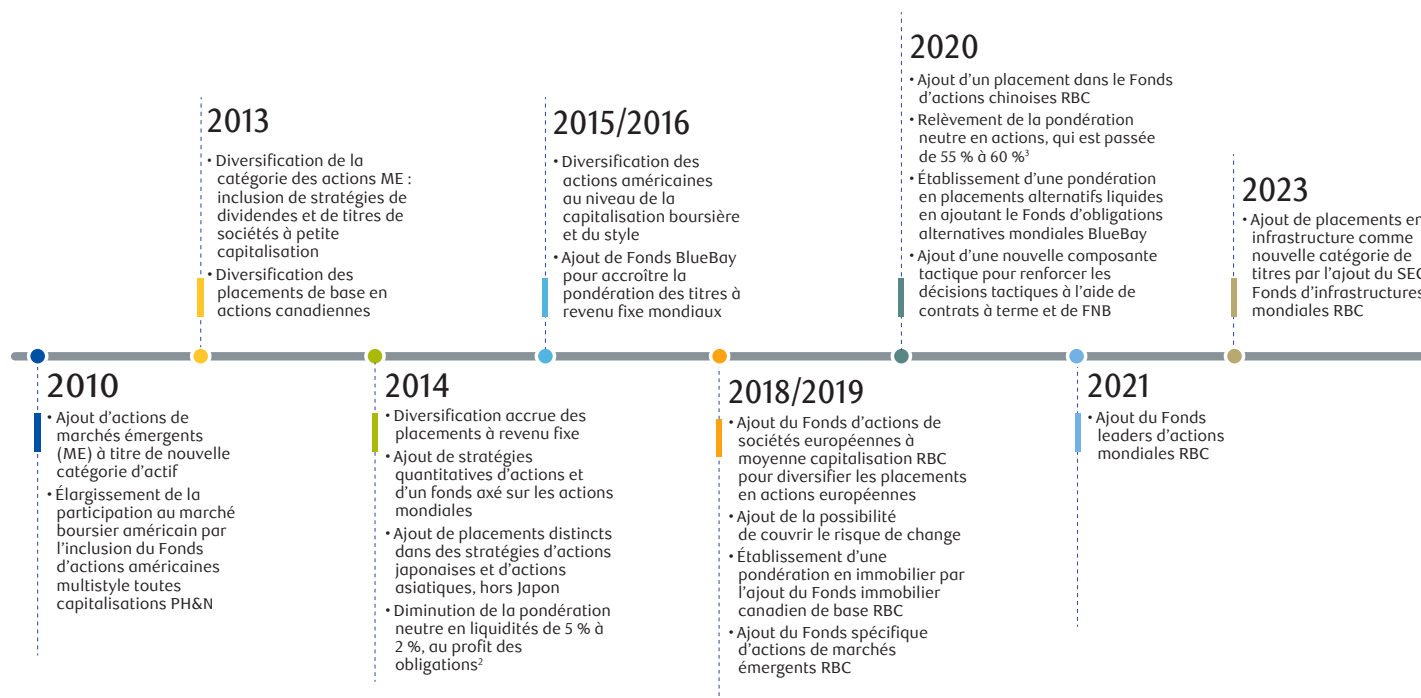 2010
• Ajout d'actions de
marchés émergents
(ME) à titre de nouvelle
catégorie d'actif
• Élargissement de la
participation au marché
boursier américain par
l'inclusion du Fonds
d'actions américaines
multistyle toutes
capitalisations PH&N
2013
• Diversification de la
catégorie des actions ME :
inclusion de stratégies de
dividendes et de titres de
sociétés à petite
capitalisation
• Diversification des
placements de base en
actions canadiennes
2014
• Diversification accrue des
placements à revenu fixe
• Ajout de stratégies
quantitatives d'actions et
d'un fonds axé sur les actions
mondiales
• Ajout de placements distincts
dans des stratégies d'actions
japonaises et d'actions
asiatiques, hors Japon
• Diminution de la pondération
neutre en liquidités de 5 % à
2 %, au profit des
obligations²
2015/2016
• Diversification des
actions américaines
au niveau de la
capitalisation boursière
et du style
• Ajout de Fonds BlueBay
pour accroître la
pondération des titres à
revenu fixe mondiaux
2018/2019
• Ajout du Fonds d'actions de
sociétés européennes à
moyenne capitalisation RBC
pour diversifier les placements
en actions européennes
• Ajout de la possibilité
de couvrir le risque de change
• Établissement d'une
pondération en immobilier par
l'ajout du Fonds immobilier
canadien de base RBC
• Ajout du Fonds spécifique
d'actions de marchés
émergents RBC
2020
• Ajout d'un placement dans le Fonds
d'actions chinoises RBC
• Relèvement de la pondération
neutre en actions, qui est passée
de 55 % à 60 %³
• Établissement d'une pondération
en placements alternatifs liquides
en ajoutant le Fonds d'obligations
alternatives mondiales BlueBay
• Ajout d'une nouvelle composante
tactique pour renforcer les
décisions tactiques à l'aide de
contrats à terme et de FNB
2021
• Ajout du Fonds
leaders d'actions
mondiales RBC
2023
• Ajout de placements en
infrastructure comme
nouvelle catégorie de
titres par l'ajout du SEC
Fonds d'infrastructures
mondiales RBC